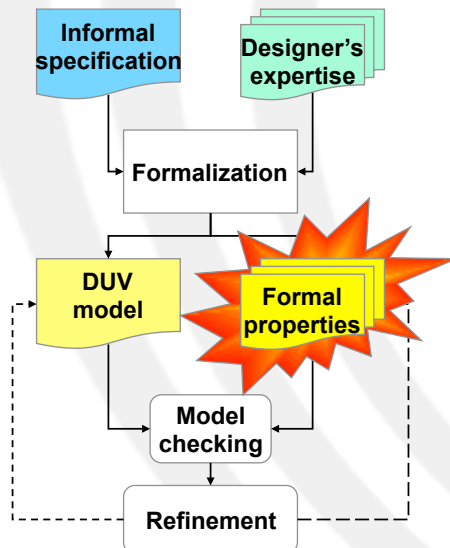 Informal
specification
Designer's
expertise
Formalization
DUV
model
Formal
properties
Model
checking
Refinement